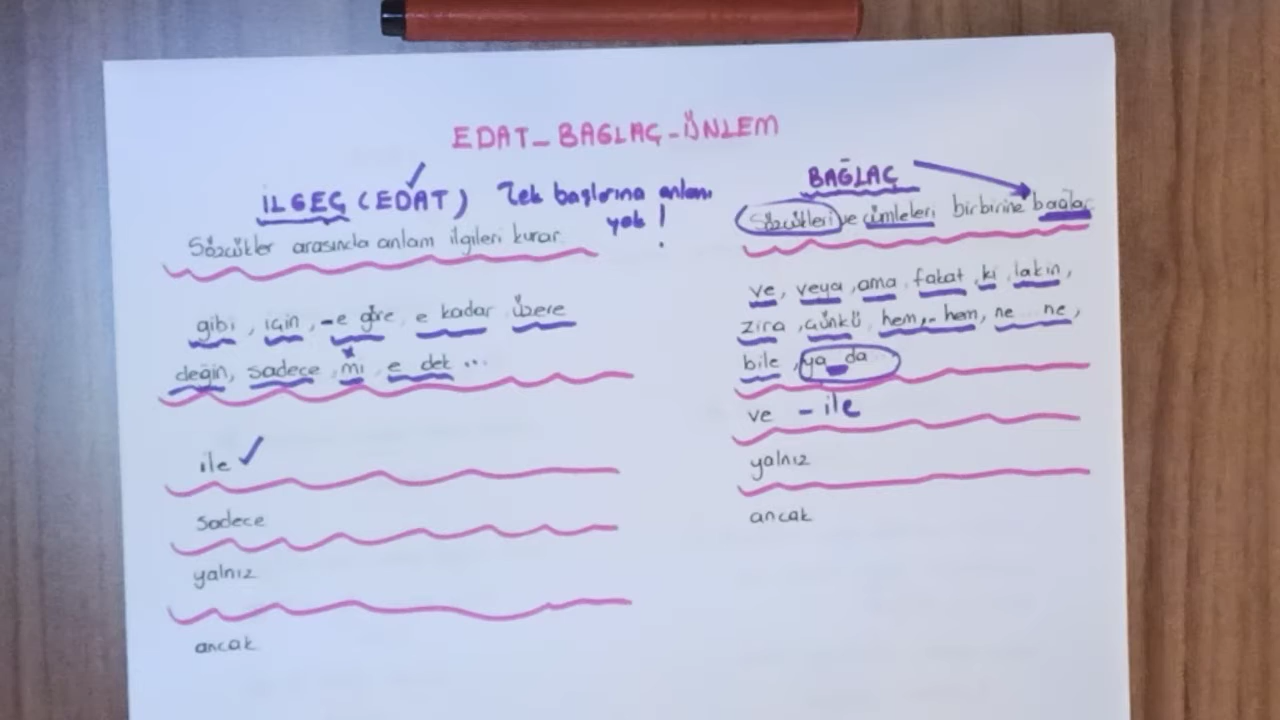 EDAT_BAGLAÇ_ÜNLEM
İLGEÇ (EDAT) Tek başlarına anlamı
yok !
Sözcükler arasında anlam ilgileri kurar.
gibi, için, -e göre, e kadar, üzere
değin, sadece, mı, e dek ...
ile ✓
sadece
yalnız
ancak
BAĞLAÇ
Sözcükleri ve cümleleri birbirine bağlar
ve, veya, ama, fakat, ki, lakin,
zira, çünkü, hem...hem, ne...ne,
bile, ya da
ve - ile
yalnız
ancak